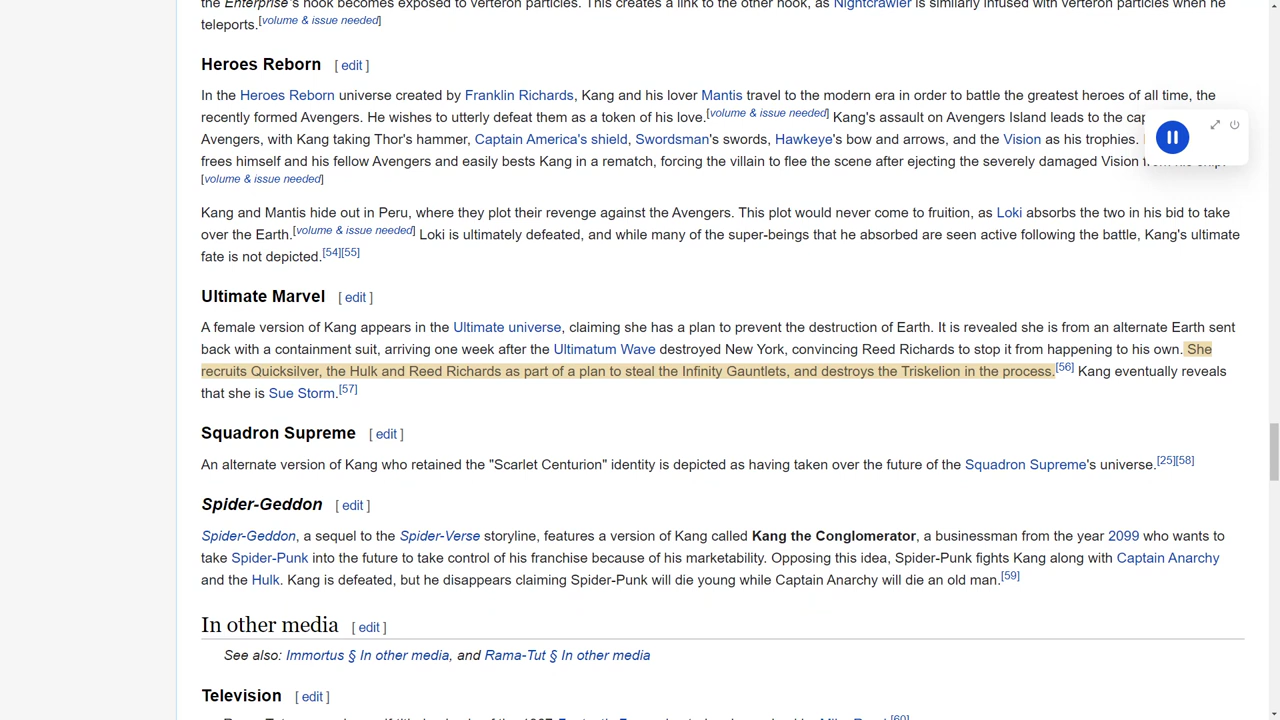 the Enterprise's hook becomes exposed to verteron particles. This creates a link to the other hook, as Nightcrawler is similarly infused with verteron particles when he
teleports.[volume & issue needed]
Heroes Reborn [ edit ]
In the Heroes Reborn universe created by Franklin Richards, Kang and his lover Mantis travel to the modern era in order to battle the greatest heroes of all time, the
recently formed Avengers. He wishes to utterly defeat them as a token of his love.[volume & issue needed] Kang's assault on Avengers Island leads to the
Avengers, with Kang taking Thor's hammer, Captain America's shield, Swordsman's swords, Hawkeye's bow and arrows, and the Vision as his trophies.
frees himself and his fellow Avengers and easily bests Kang in a rematch, forcing the villain to flee the scene after ejecting the severely damaged Vision from his ship.
[volume & issue needed]
Kang and Mantis hide out in Peru, where they plot their revenge against the Avengers. This plot would never come to fruition, as Loki absorbs the two in his bid to take
over the Earth.[volume & issue needed] Loki is ultimately defeated, and while many of the super-beings that he absorbed are seen active following the battle, Kang's ultimate
fate is not depicted.[54][55]
Ultimate Marvel [ edit ]
A female version of Kang appears in the Ultimate universe, claiming she has a plan to prevent the destruction of Earth. It is revealed she is from an alternate Earth sent
back with a containment suit, arriving one week after the Ultimatum Wave destroyed New York, convincing Reed Richards to stop it from happening to his own. She
recruits Quicksilver, the Hulk and Reed Richards as part of a plan to steal the Infinity Gauntlets, and destroys the Triskelion in the process.[56] Kang eventually reveals
that she is Sue Storm.[57]
Squadron Supreme [ edit ]
An alternate version of Kang who retained the "Scarlet Centurion" identity is depicted as having taken over the future of the Squadron Supreme's universe.[25][58]
Spider-Geddon [ edit ]
Spider-Geddon, a sequel to the Spider-Verse storyline, features a version of Kang called Kang the Conglomerator, a businessman from the year 2099 who wants to
take Spider-Punk into the future to take control of his franchise because of his marketability. Opposing this idea, Spider-Punk fights Kang along with Captain Anarchy
and the Hulk. Kang is defeated, but he disappears claiming Spider-Punk will die young while Captain Anarchy will die an old man.[59]
In other media [ edit ]
See also: Immortus § In other media, and Rama-Tut § In other media
Television [ edit ]